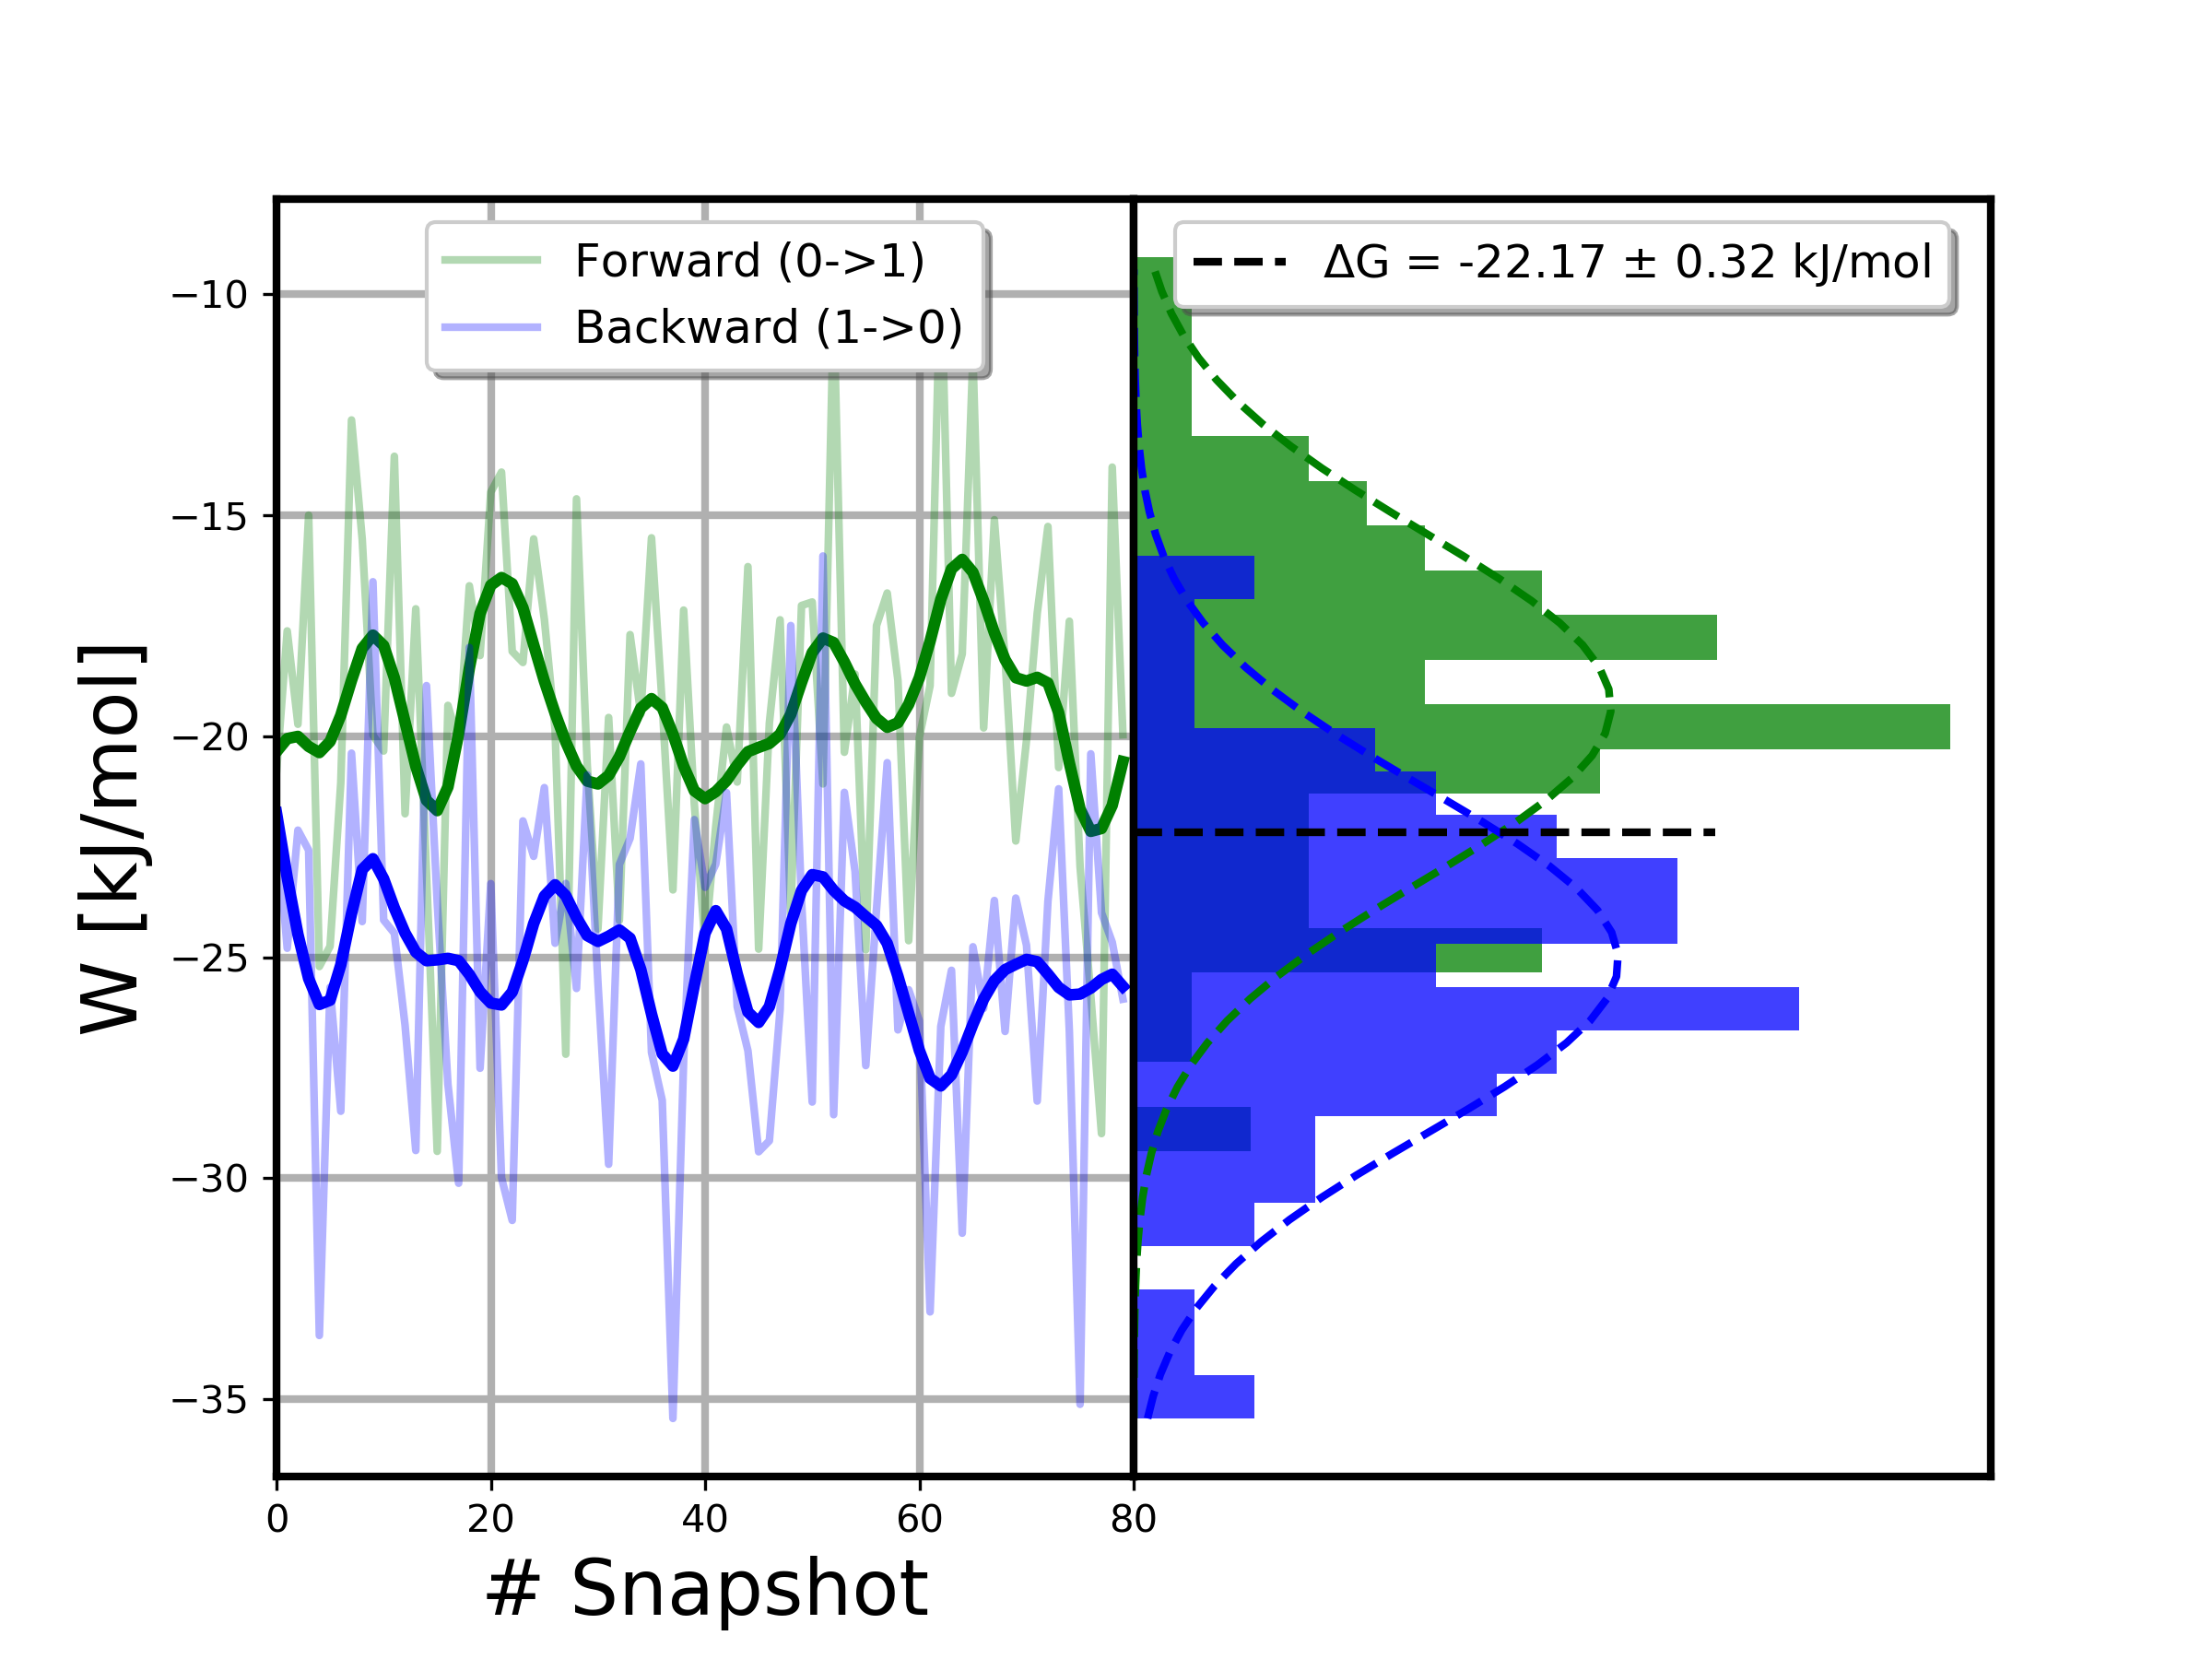 Forward (0->1)
Backward (1->0)
ΔG = -22.17 ± 0.32 kJ/mol
W [kJ/mol]
−10
−15
−20
−25
−30
−35
0 20 40 60 80
# Snapshot